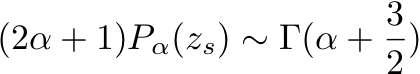 (2α + 1)P_α(z_s) ∼ Γ(α + 3/2)